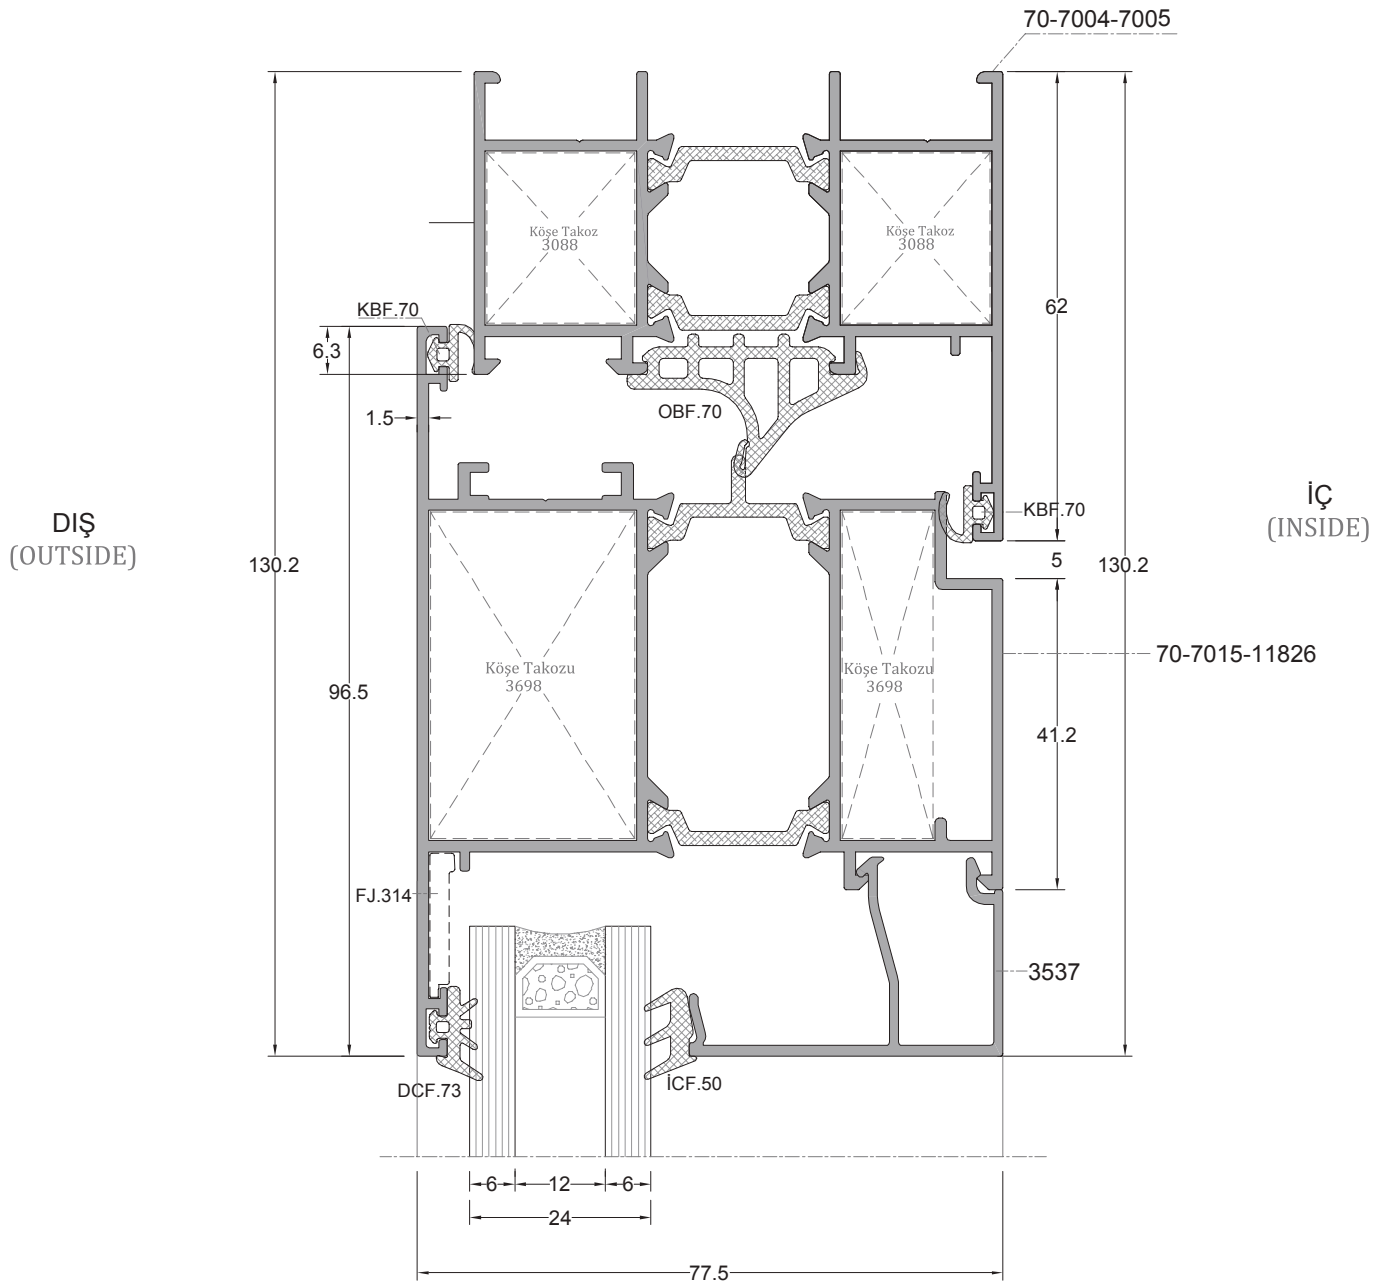 70-7004-7005
Köşe Takoz
3088
Köşe Takoz
3088
KBF.70
6.3
62
1.5
OBF.70
KBF.70
DIŞ
(OUTSIDE)
İÇ
(INSIDE)
130.2
5
130.2
70-7015-11826
Köşe Takozu
3698
Köşe Takozu
3698
96.5
41.2
FJ.314
3537
DCF.73
İCF.50
6
12
6
24
77.5